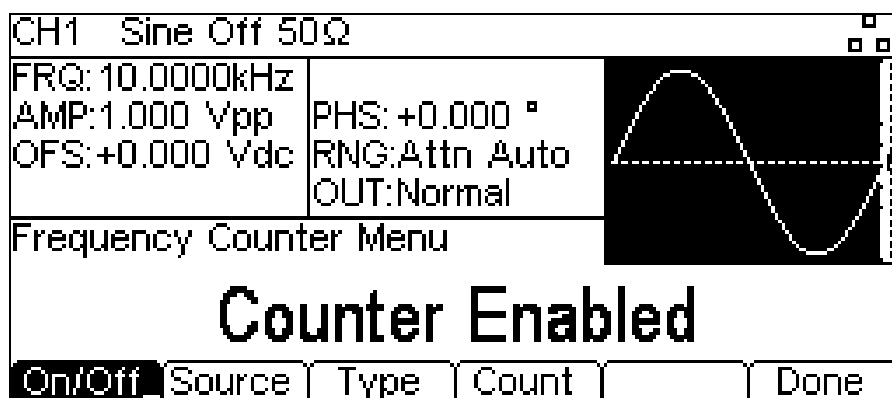 CH1 Sine Off 50Ω
FRQ:10.0000kHz
AMP:1.000 Vpp
OFS:+0.000 Vdc
PHS:+0.000 °
RNG:Attn Auto
OUT:Normal
Frequency Counter Menu
Counter Enabled
On/Off Source Type Count Done